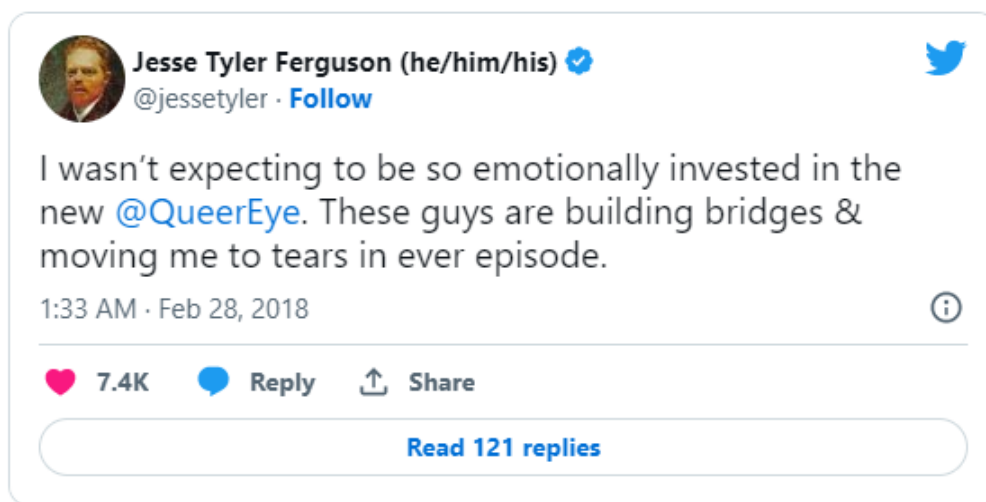 Jesse Tyler Ferguson (he/him/his)
@jessetyler · Follow
I wasn’t expecting to be so emotionally invested in the
new @QueerEye. These guys are building bridges &
moving me to tears in ever episode.
1:33 AM · Feb 28, 2018
7.4K Reply Share
Read 121 replies